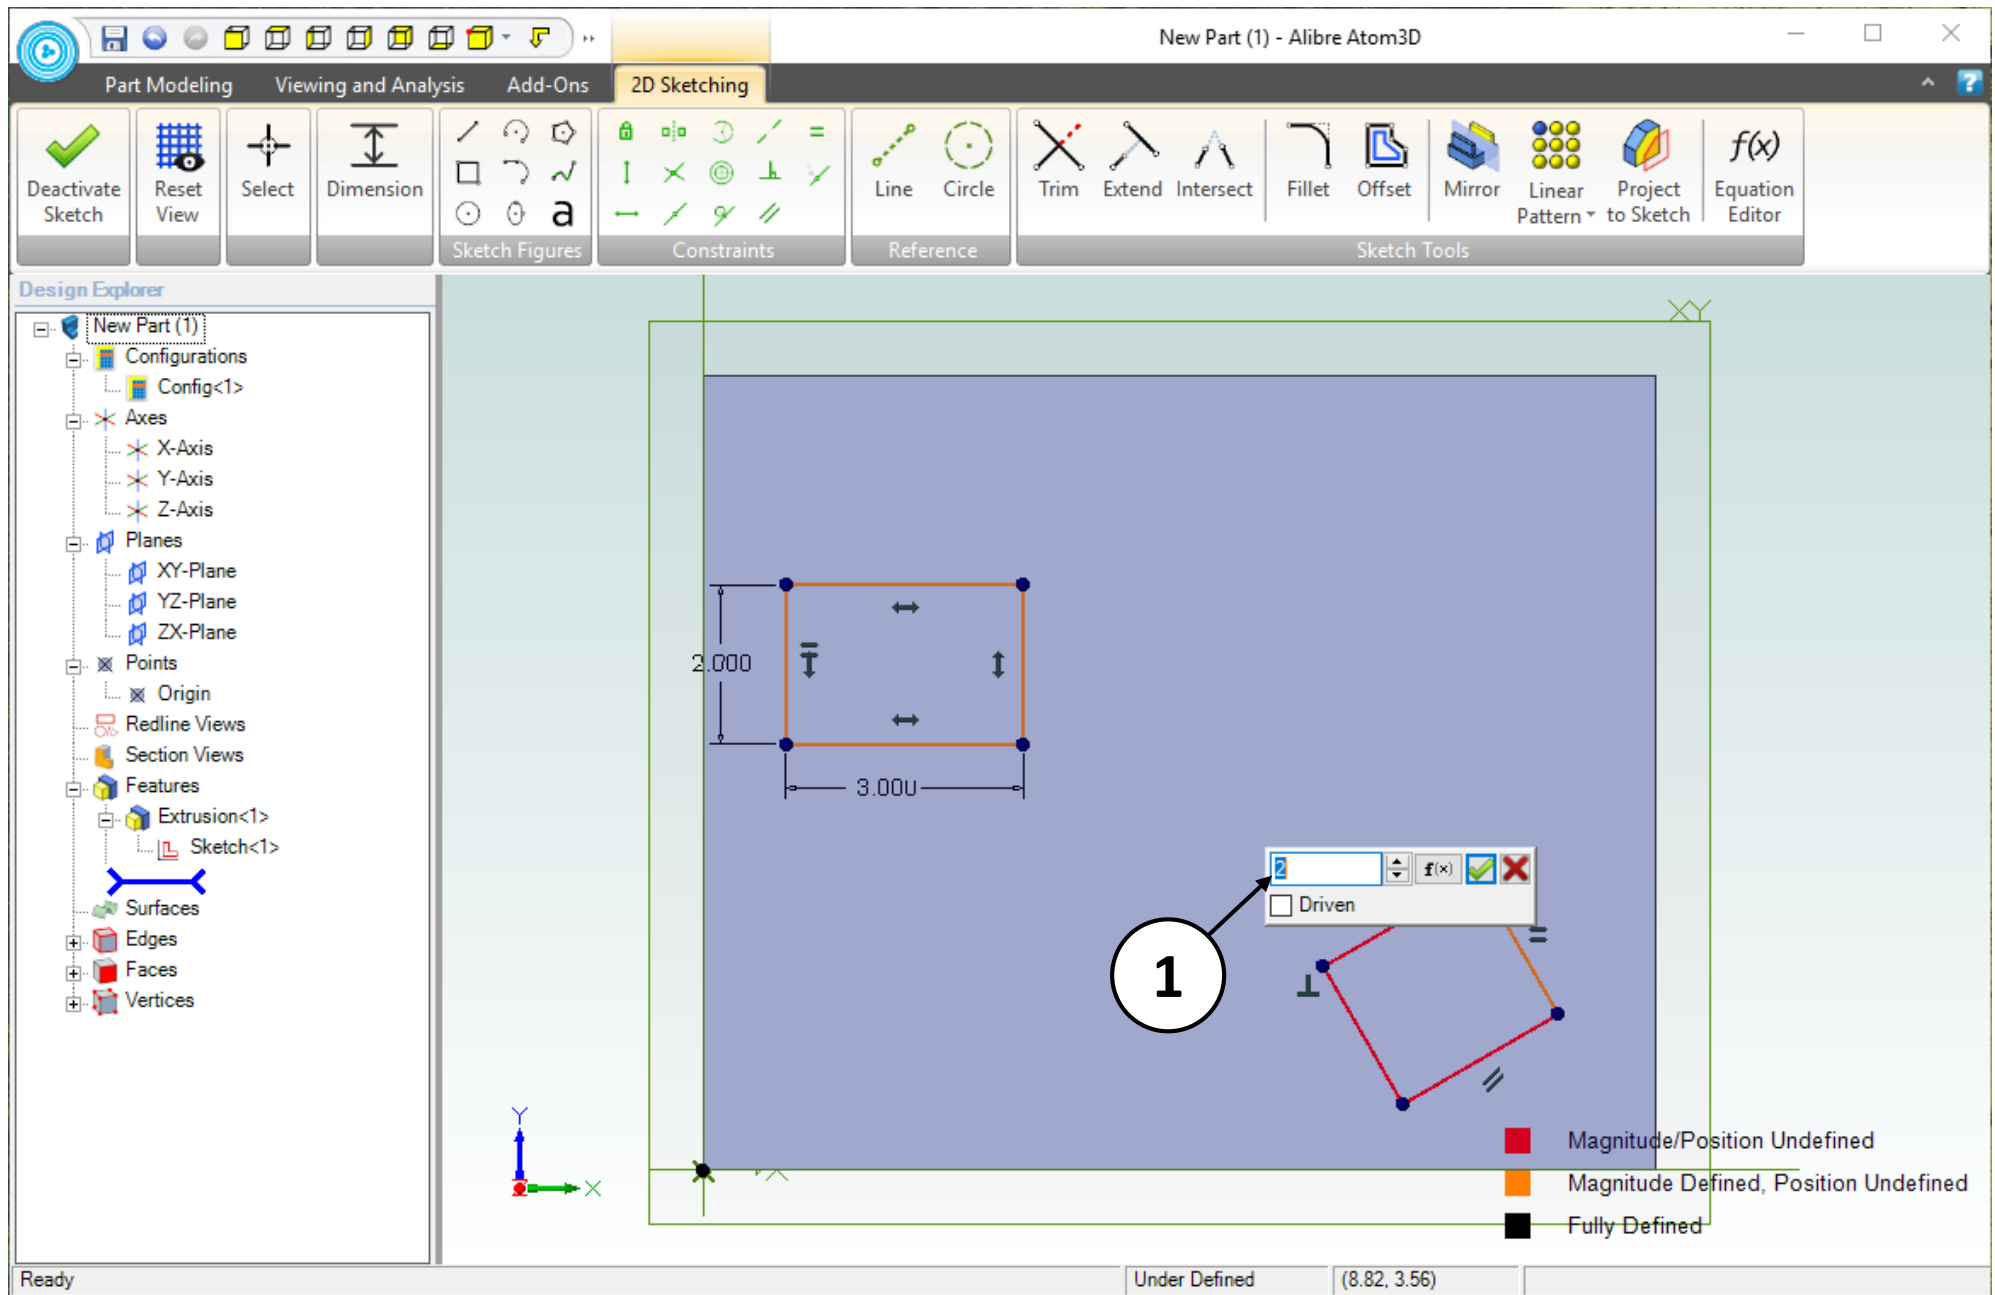 New Part (1) - Alibre Atom3D
Part Modeling Viewing and Analysis Add-Ons 2D Sketching
Deactivate Sketch
Reset View
Select
Dimension
a
Sketch Figures
Constraints
Line Circle
Reference
Trim Extend Intersect Fillet Offset Mirror Linear Pattern Project to Sketch
f(x)
Equation Editor
Sketch Tools
Design Explorer
New Part (1)
Configurations
Config<1>
Axes
X-Axis
Y-Axis
Z-Axis
Planes
XY-Plane
YZ-Plane
ZX-Plane
Points
Origin
Redline Views
Section Views
Features
Extrusion<1>
Sketch<1>
Surfaces
Edges
Faces
Vertices
XY
2.000
3.00U
2
f(x)
Driven
1
Y
X
X
Magnitude/Position Undefined
Magnitude Defined, Position Undefined
Fully Defined
Ready
Under Defined
(8.82, 3.56)